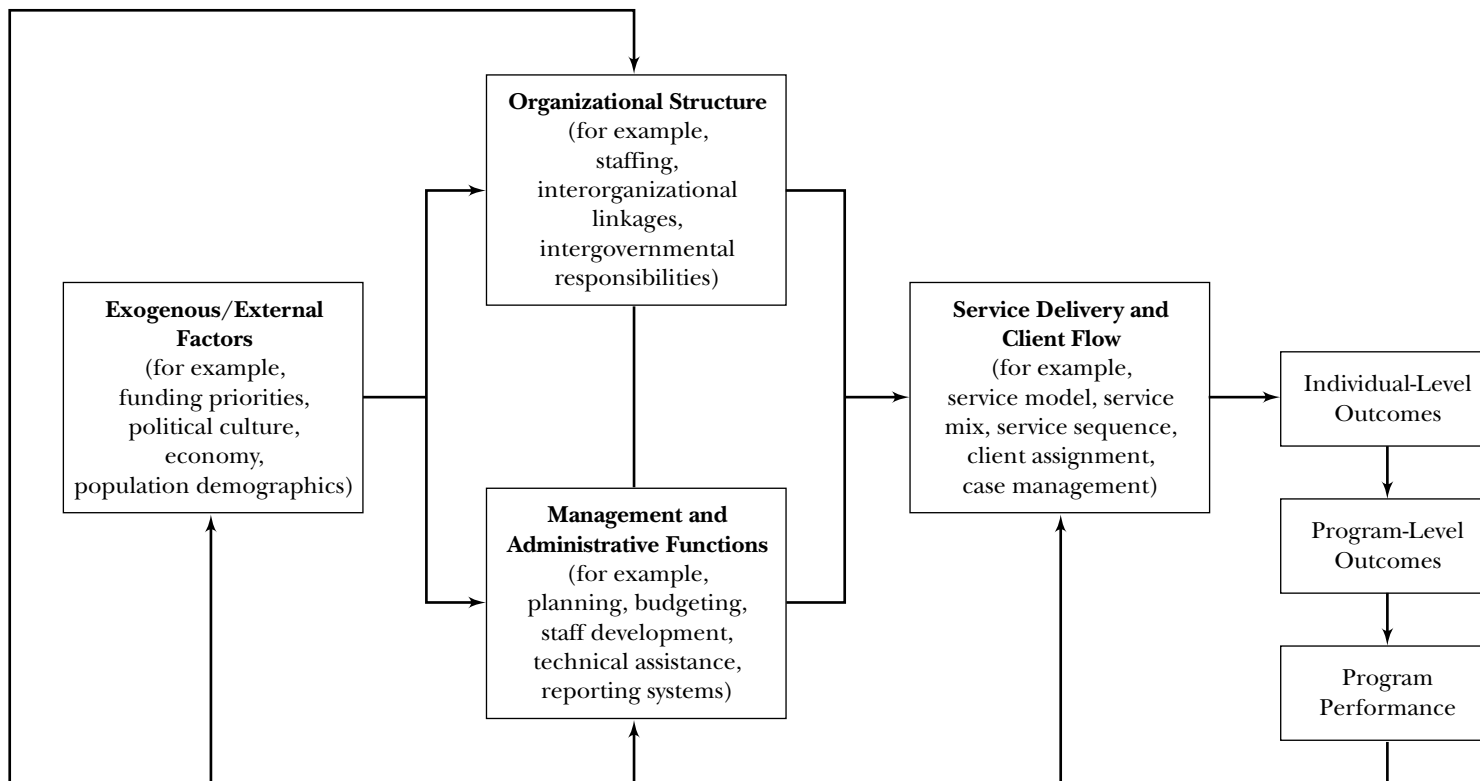 Organizational Structure
(for example,
staffing,
interorganizational
linkages,
intergovernmental
responsibilities)
Exogenous/External
Factors
(for example,
funding priorities,
political culture,
economy,
population demographics)
Management and
Administrative Functions
(for example,
planning, budgeting,
staff development,
technical assistance,
reporting systems)
Service Delivery and
Client Flow
(for example,
service model, service
mix, service sequence,
client assignment,
case management)
Individual-Level
Outcomes
Program-Level
Outcomes
Program
Performance